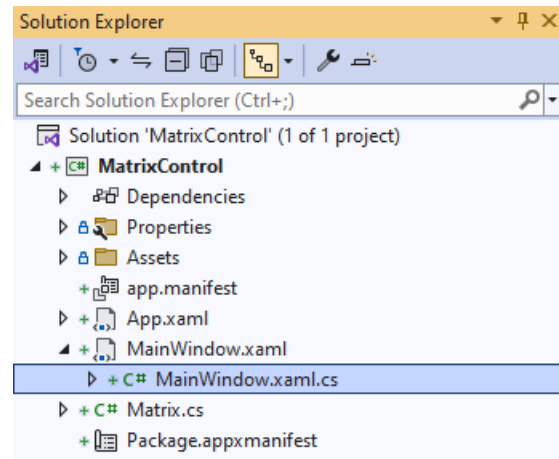 Solution Explorer
Search Solution Explorer (Ctrl+;)
Solution 'MatrixControl' (1 of 1 project)
+ C# MatrixControl
Dependencies
Properties
Assets
+ app.manifest
+ App.xaml
+ MainWindow.xaml
+ C# MainWindow.xaml.cs
+ C# Matrix.cs
+ Package.appxmanifest